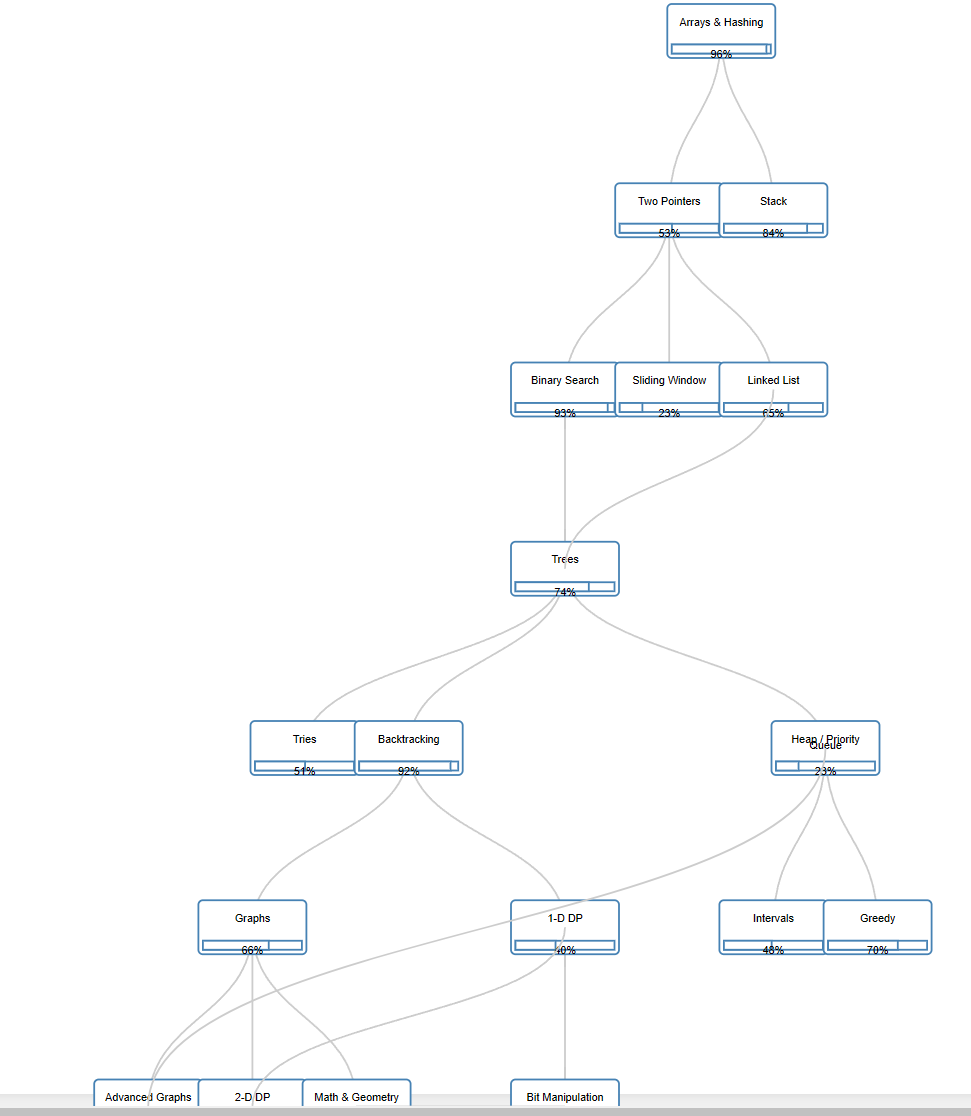 Arrays & Hashing
96%
Two Pointers
Stack
53%
84%
Binary Search
Sliding Window
Linked List
93%
23%
65%
Trees
74%
Tries
Backtracking
Heap / Priority
Queue
51%
92%
23%
Graphs
1-D DP
Intervals
Greedy
66%
48%
70%
Advanced Graphs
2-D DP
Math & Geometry
Bit Manipulation